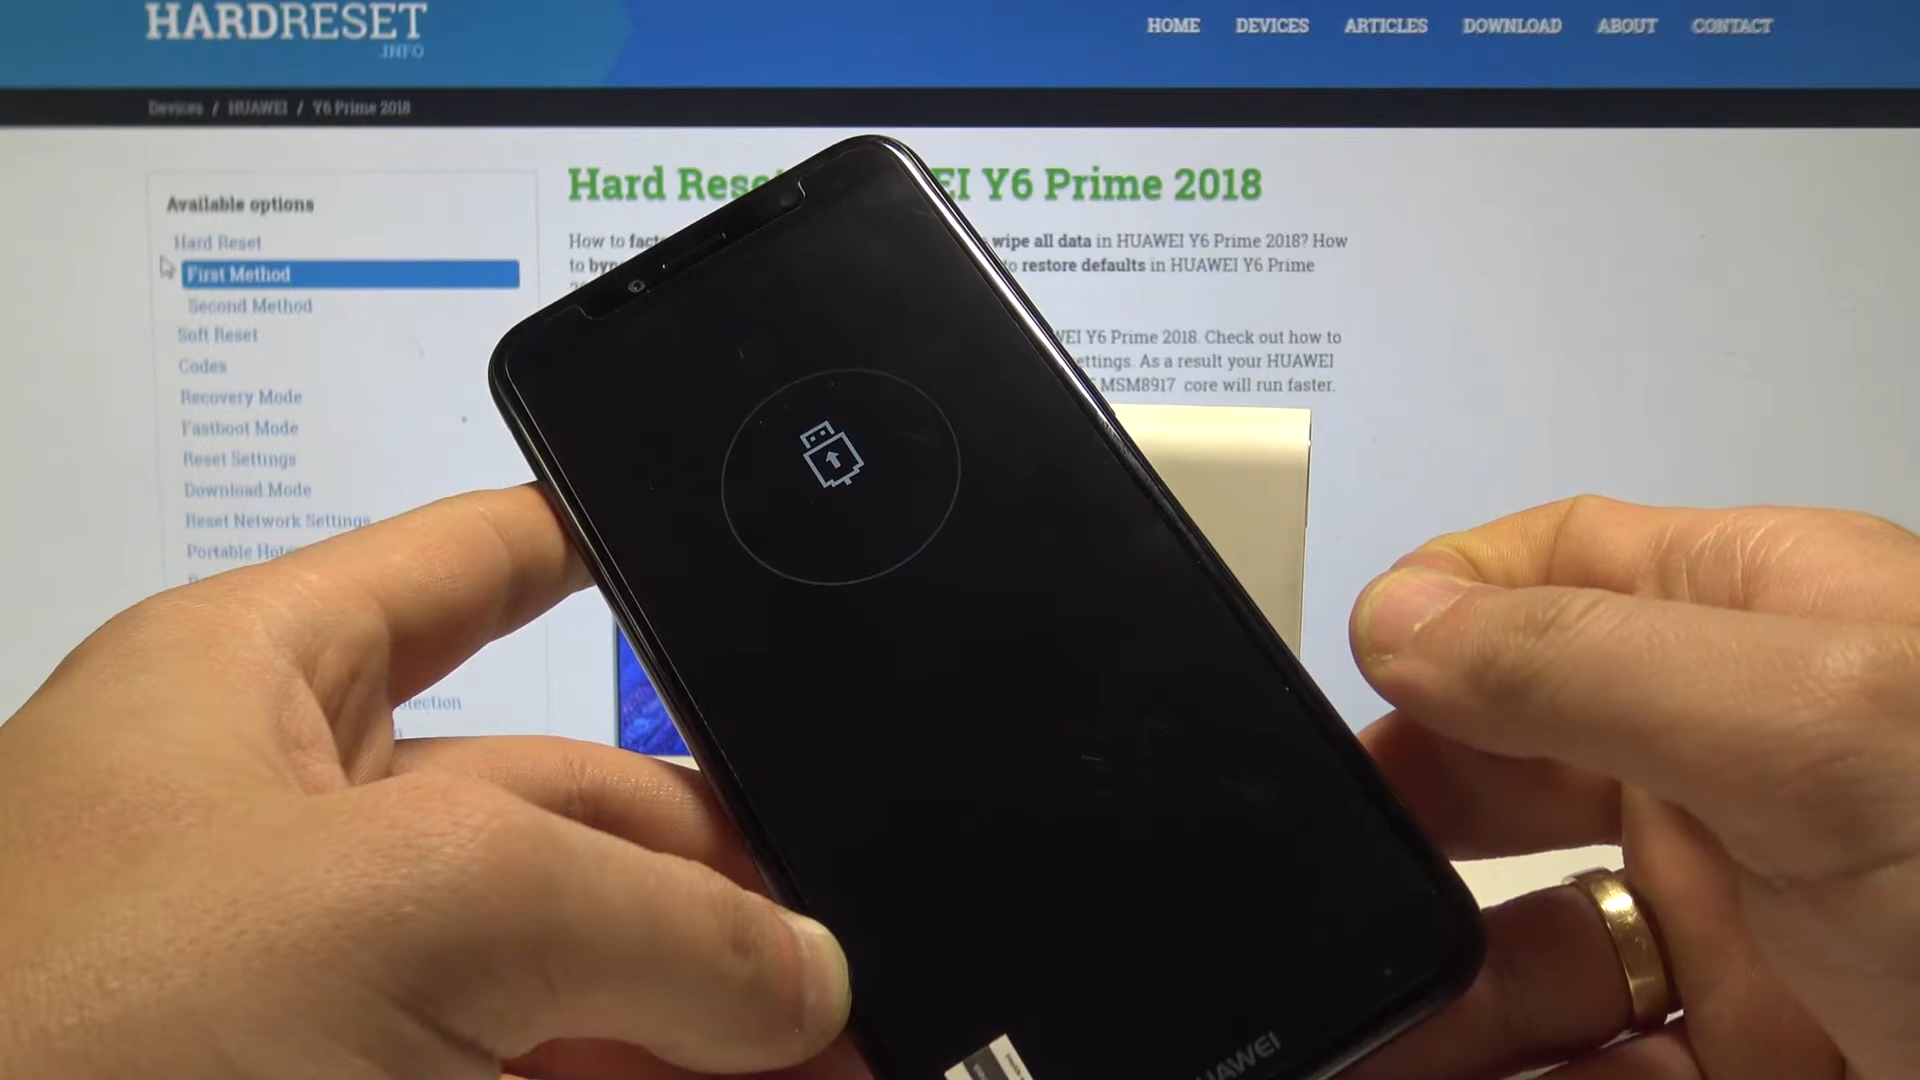 HARDRESET
.INFO
HOME DEVICES ARTICLES DOWNLOAD ABOUT CONTACT
Devices / HUAWEI / Y6 Prime 2018
Available options
Hard Reset
First Method
Second Method
Soft Reset
Codes
Recovery Mode
Fastboot Mode
Reset Settings
Download Mode
Reset Network Settings
Portable
Hard Rese EI Y6 Prime 2018
How to wipe all data in HUAWEI Y6 Prime 2018? How
to restore defaults in HUAWEI Y6 Prime
Y6 Prime 2018. Check out how to
ettings. As a result your HUAWEI
MSM8917 core will run faster.
HUAWEI